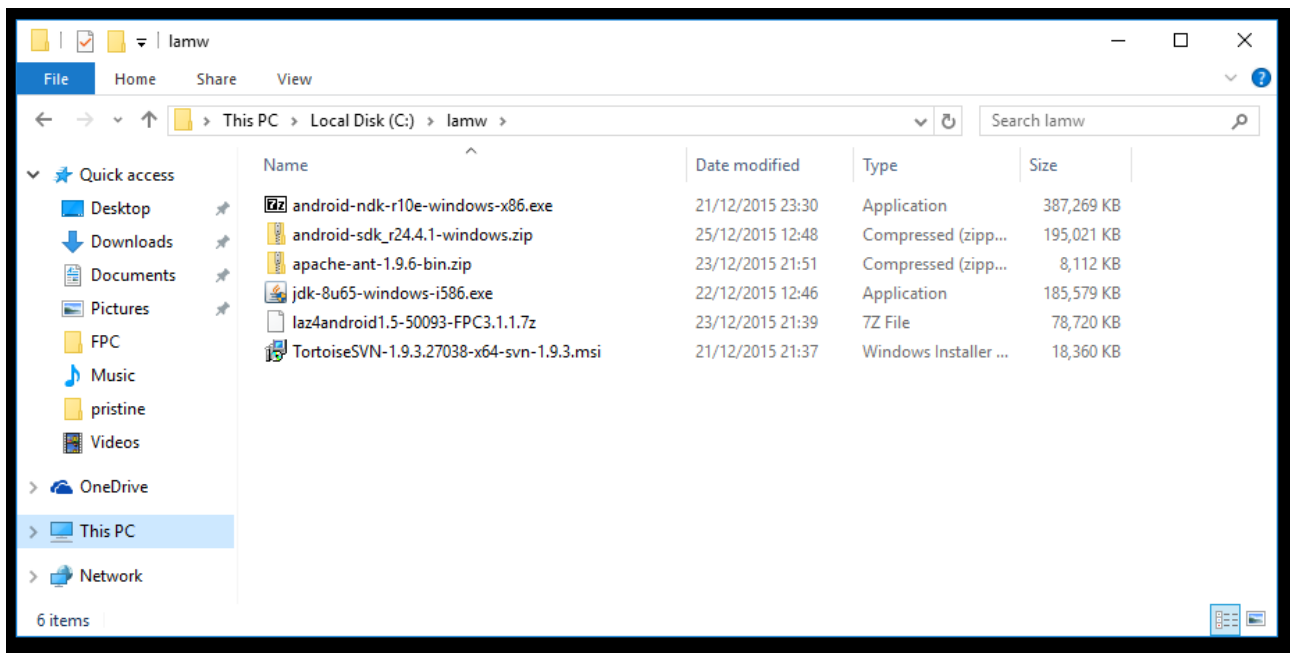 lamw
File Home Share View
This PC > Local Disk (C:) > lamw >
Search lamw
Quick access
Desktop
Downloads
Documents
Pictures
FPC
Music
pristine
Videos
OneDrive
This PC
Network
Name Date modified Type Size
android-ndk-r10e-windows-x86.exe 21/12/2015 23:30 Application 387,269 KB
android-sdk_r24.4.1-windows.zip 25/12/2015 12:48 Compressed (zipp... 195,021 KB
apache-ant-1.9.6-bin.zip 23/12/2015 21:51 Compressed (zipp... 8,112 KB
jdk-8u65-windows-i586.exe 22/12/2015 12:46 Application 185,579 KB
laz4android1.5-50093-FPC3.1.1.7z 23/12/2015 21:39 7Z File 78,720 KB
TortoiseSVN-1.9.3.27038-x64-svn-1.9.3.msi 21/12/2015 21:37 Windows Installer ... 18,360 KB
6 items